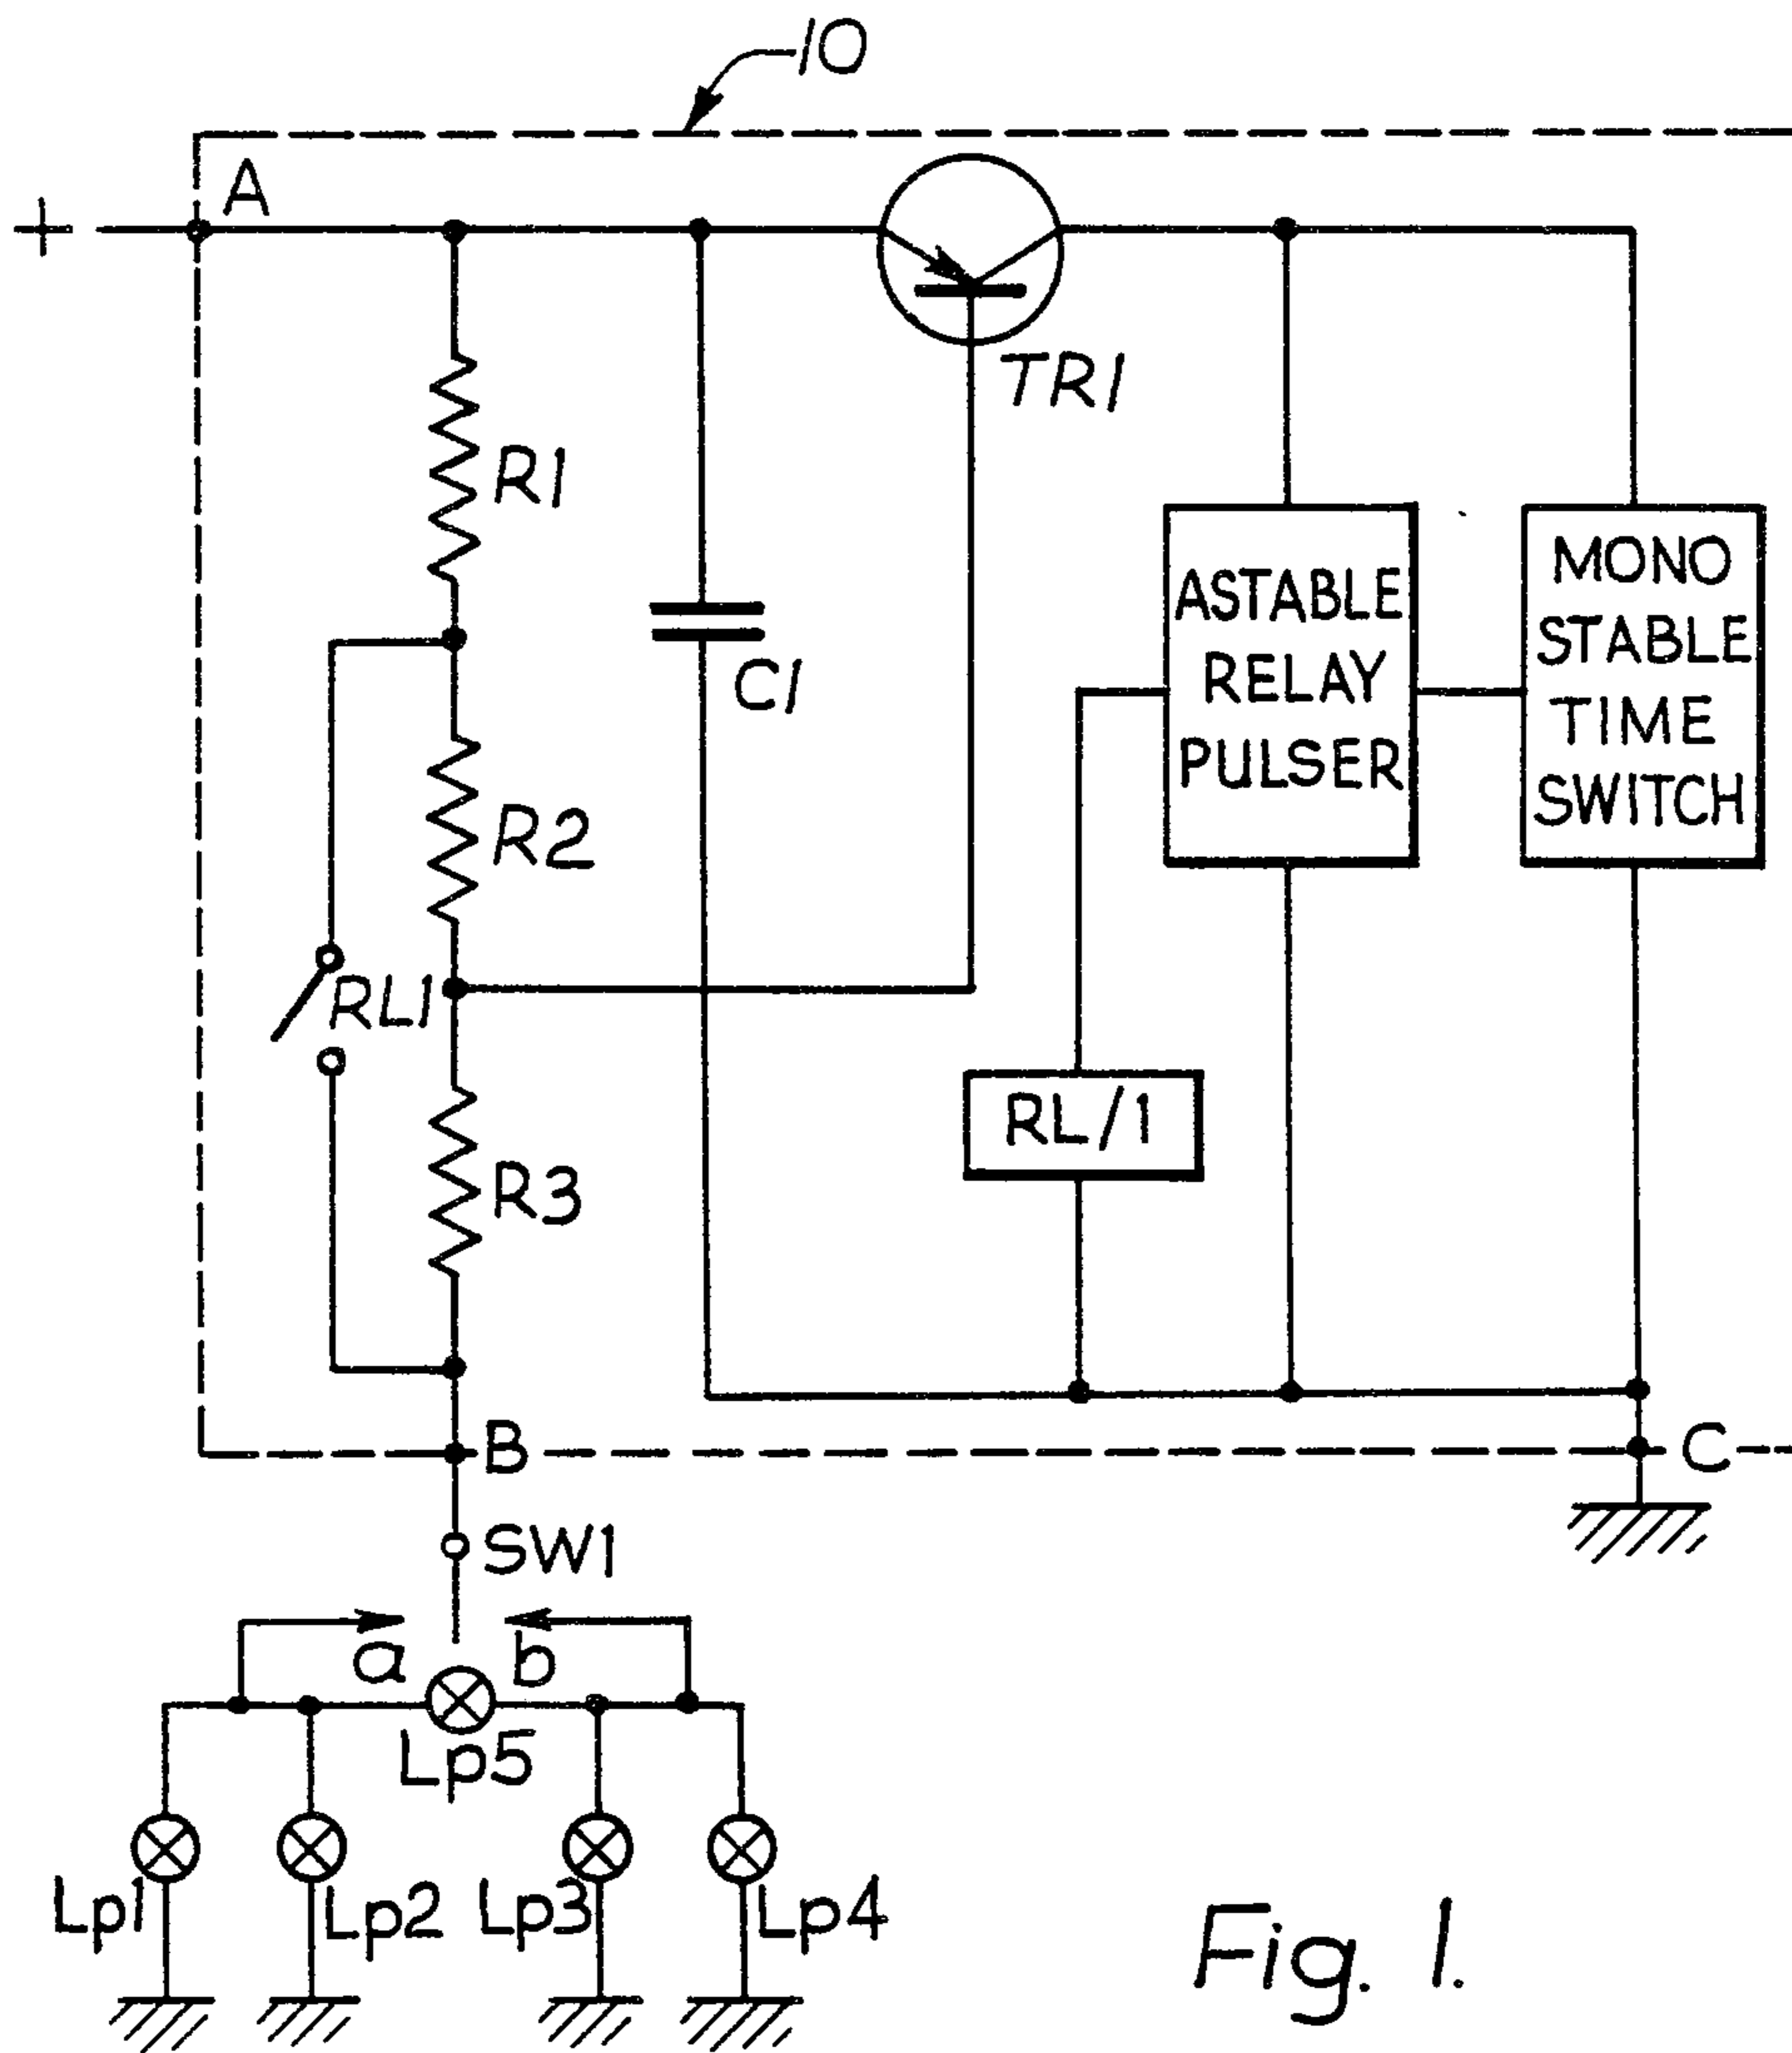 10
+
A
TR1
R1
C1
ASTABLE
RELAY
PULSER
MONO
STABLE
TIME
SWITCH
R2
RL1
RL/1
R3
B
C
SW1
a
b
Lp5
Lp1
Lp2
Lp3
Lp4
Fig. 1.